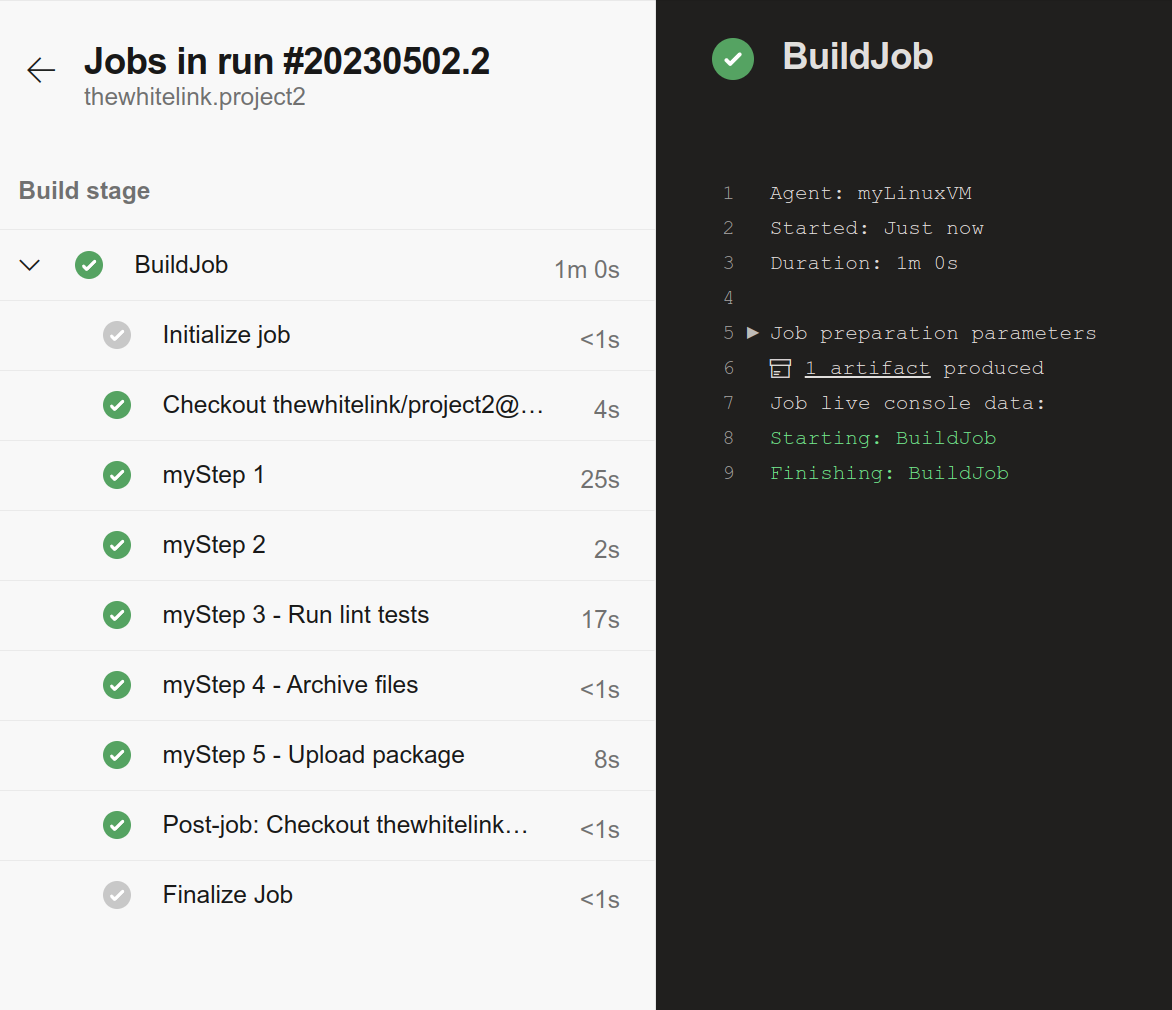 Jobs in run #20230502.2
thewhitelink.project2
Build stage
BuildJob 1m 0s
Initialize job <1s
Checkout thewhitelink/project2@… 4s
myStep 1 25s
myStep 2 2s
myStep 3 - Run lint tests 17s
myStep 4 - Archive files <1s
myStep 5 - Upload package 8s
Post-job: Checkout thewhitelink… <1s
Finalize Job <1s
BuildJob
1 Agent: myLinuxVM
2 Started: Just now
3 Duration: 1m 0s
4
5 Job preparation parameters
6 1 artifact produced
7 Job live console data:
8 Starting: BuildJob
9 Finishing: BuildJob